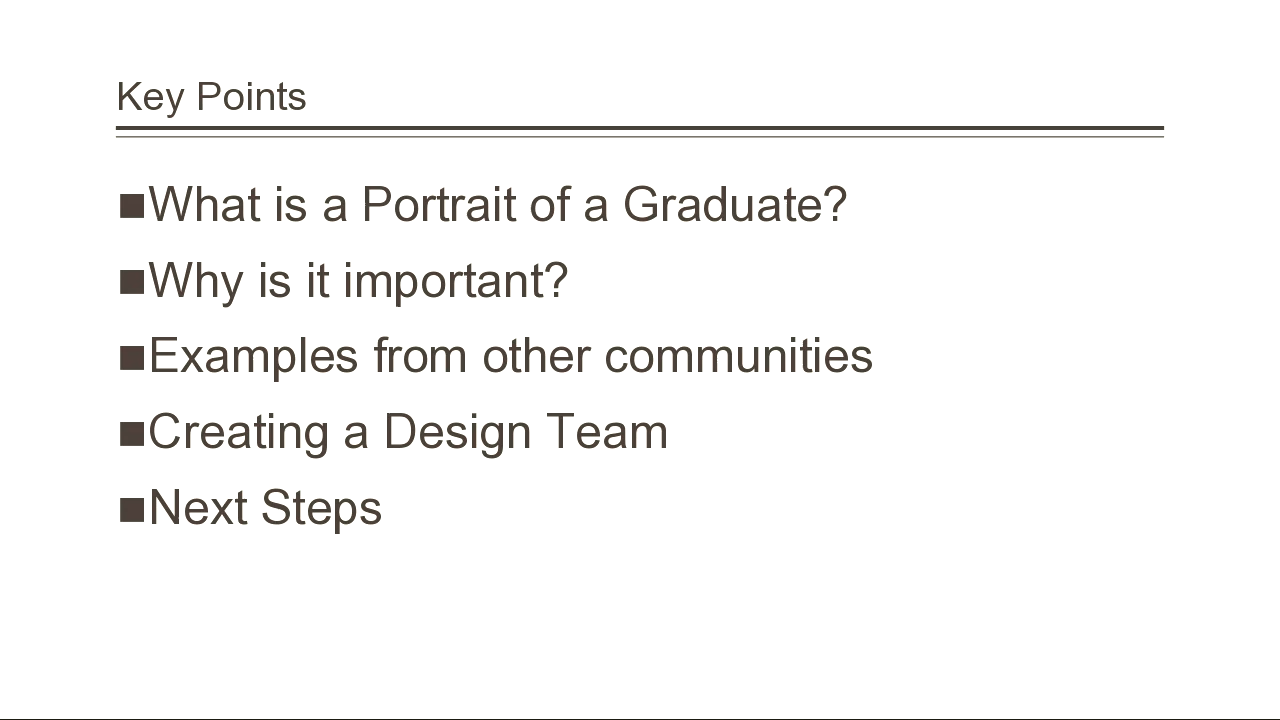 Key Points
■What is a Portrait of a Graduate?
■Why is it important?
■Examples from other communities
■Creating a Design Team
■Next Steps